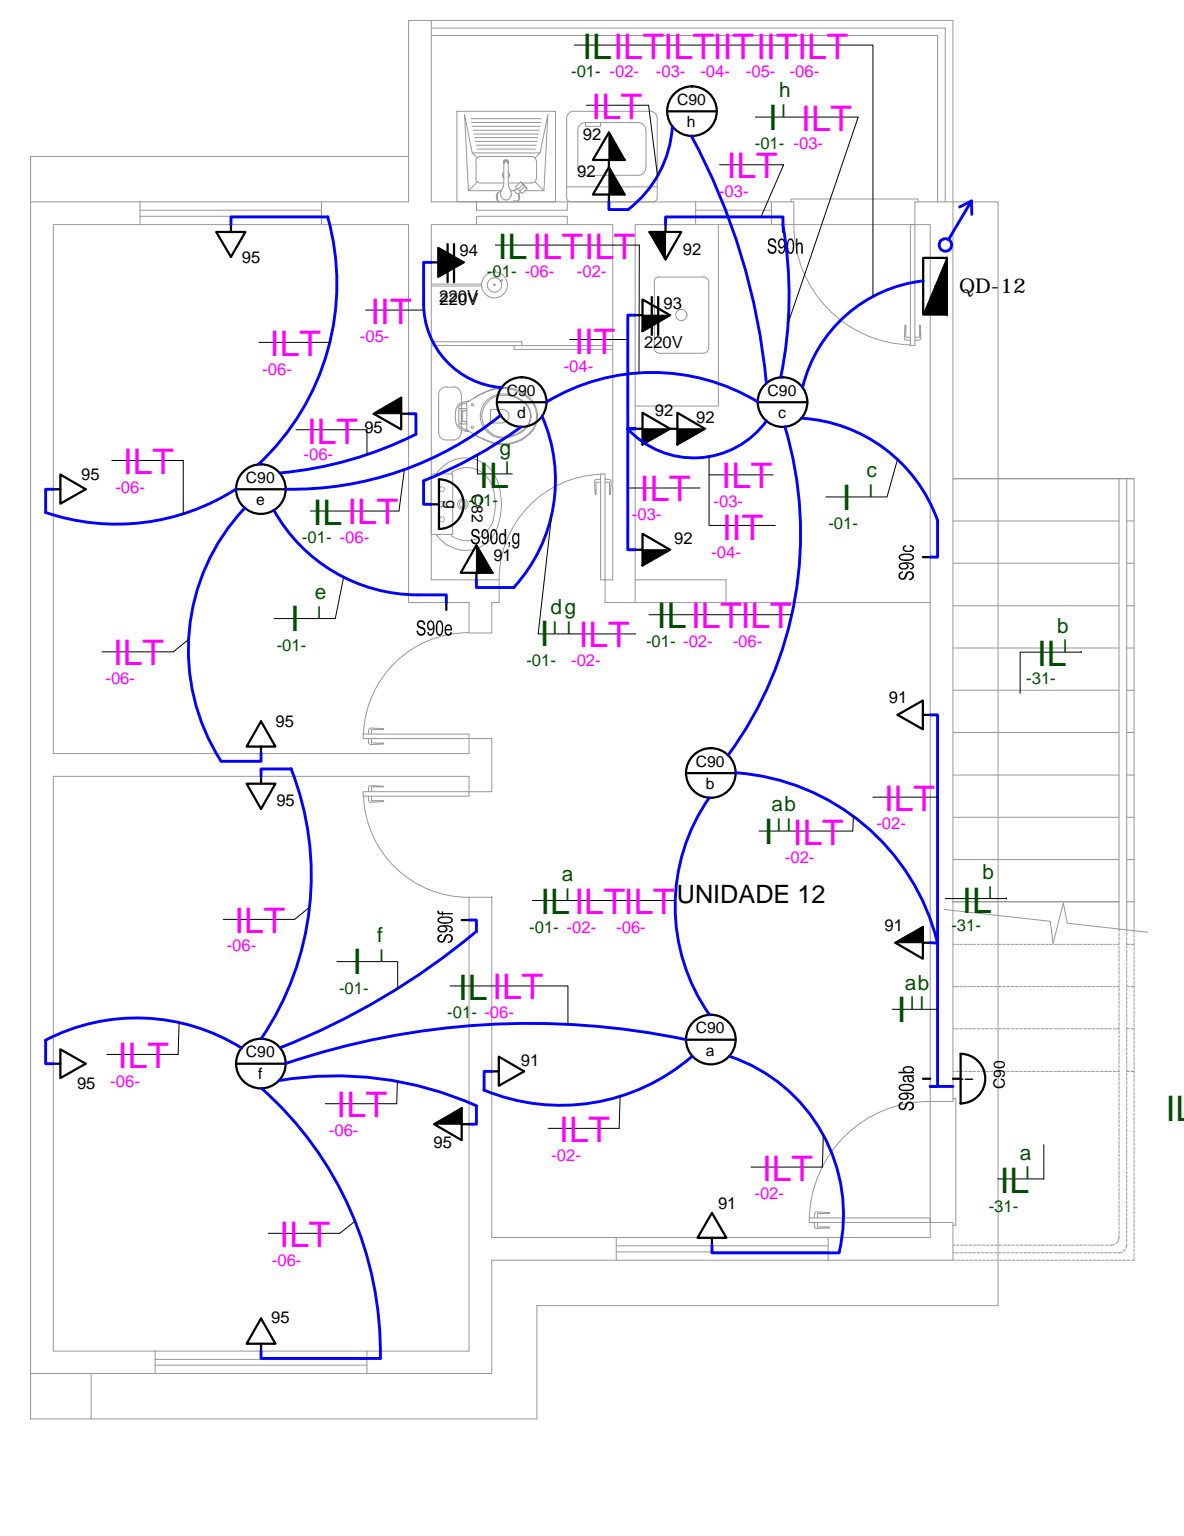 -01- -02- -03- -04- -05- -06-
C90
h
h
-01- -03-
92
92
-03-
S90h
92
94
220V
-01- -06- -02-
95
QD-12
-05-
93
220V
-04-
-06-
C90
d
C90
c
95
-06-
92 92
g
-01-
95
-06-
C90
e
c
-01-
-03-
-03-
-04-
-01- -06-
g
S90d,g
91
92
S90c
e
-01-
S90e
dg
-01- -02-
-01- -02- -06-
b
-31-
-06-
91
95
95
C90
b
-02-
ab
-02-
a
-01- -02- -06-
UNIDADE 12
b
-31-
91
-06-
S90f
f
-01-
-01- -06-
ab
C90
a
C90
f
95
-06-
91
S90ab
C90
-06-
95
-02-
-02-
a
-31-
91
-06-
95